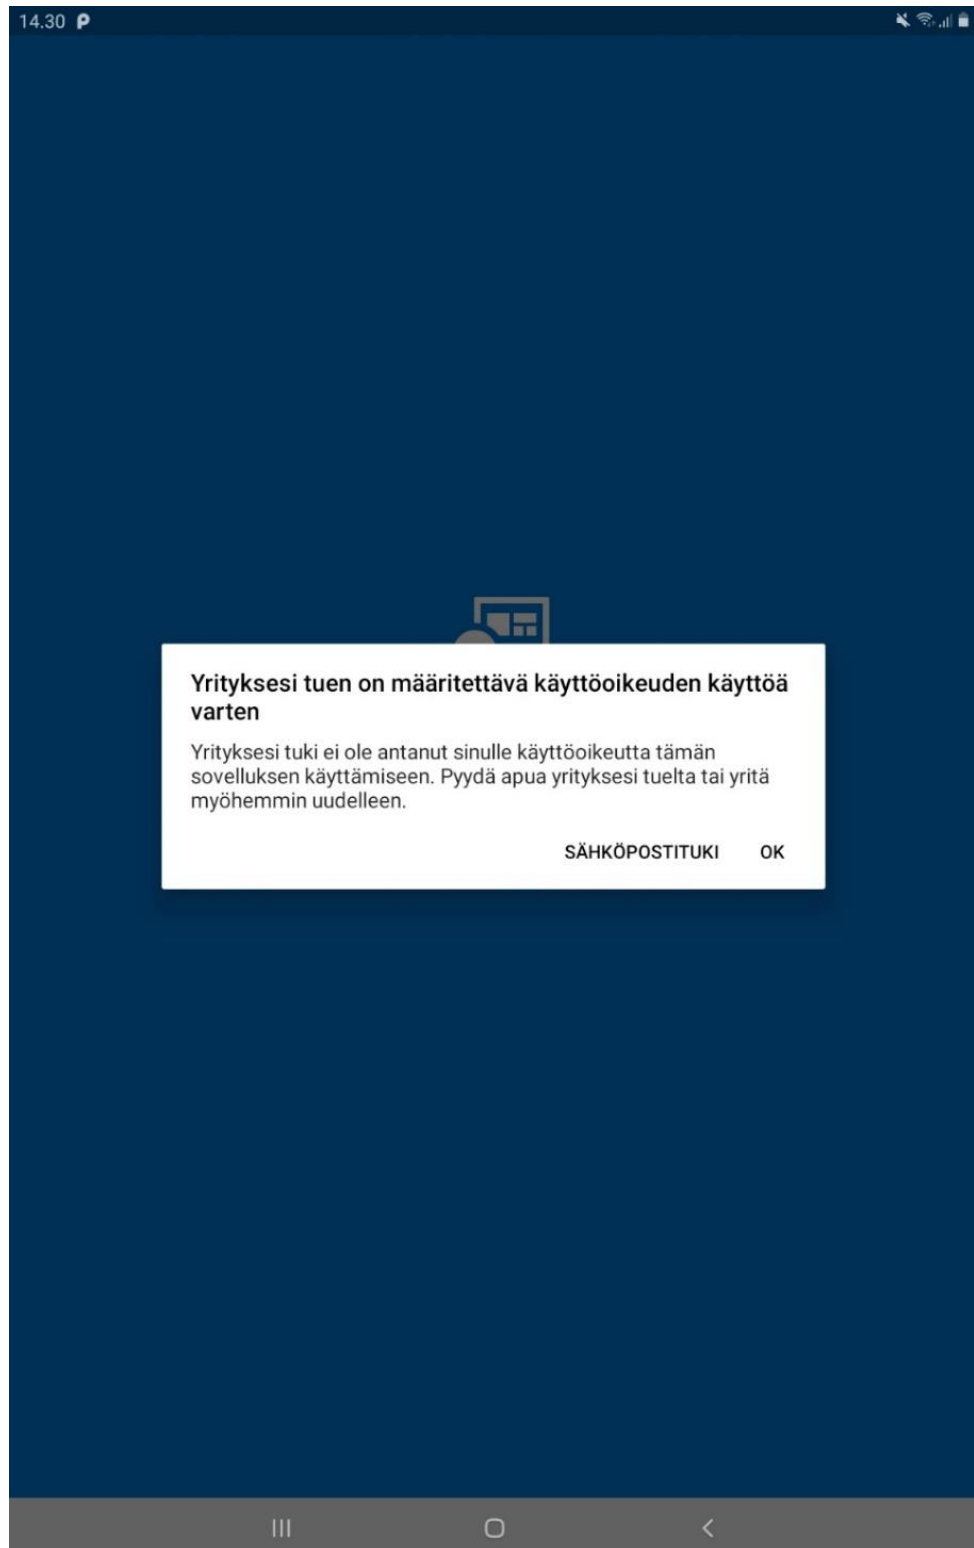 14.30
Yrityksesi tuen on määritettävä käyttöoikeuden käyttöä
varten
Yrityksesi tuki ei ole antanut sinulle käyttöoikeutta tämän
sovelluksen käyttämiseen. Pyydä apua yrityksesi tuelta tai yritä
myöhemmin uudelleen.
SÄHKÖPOSTITUKI OK